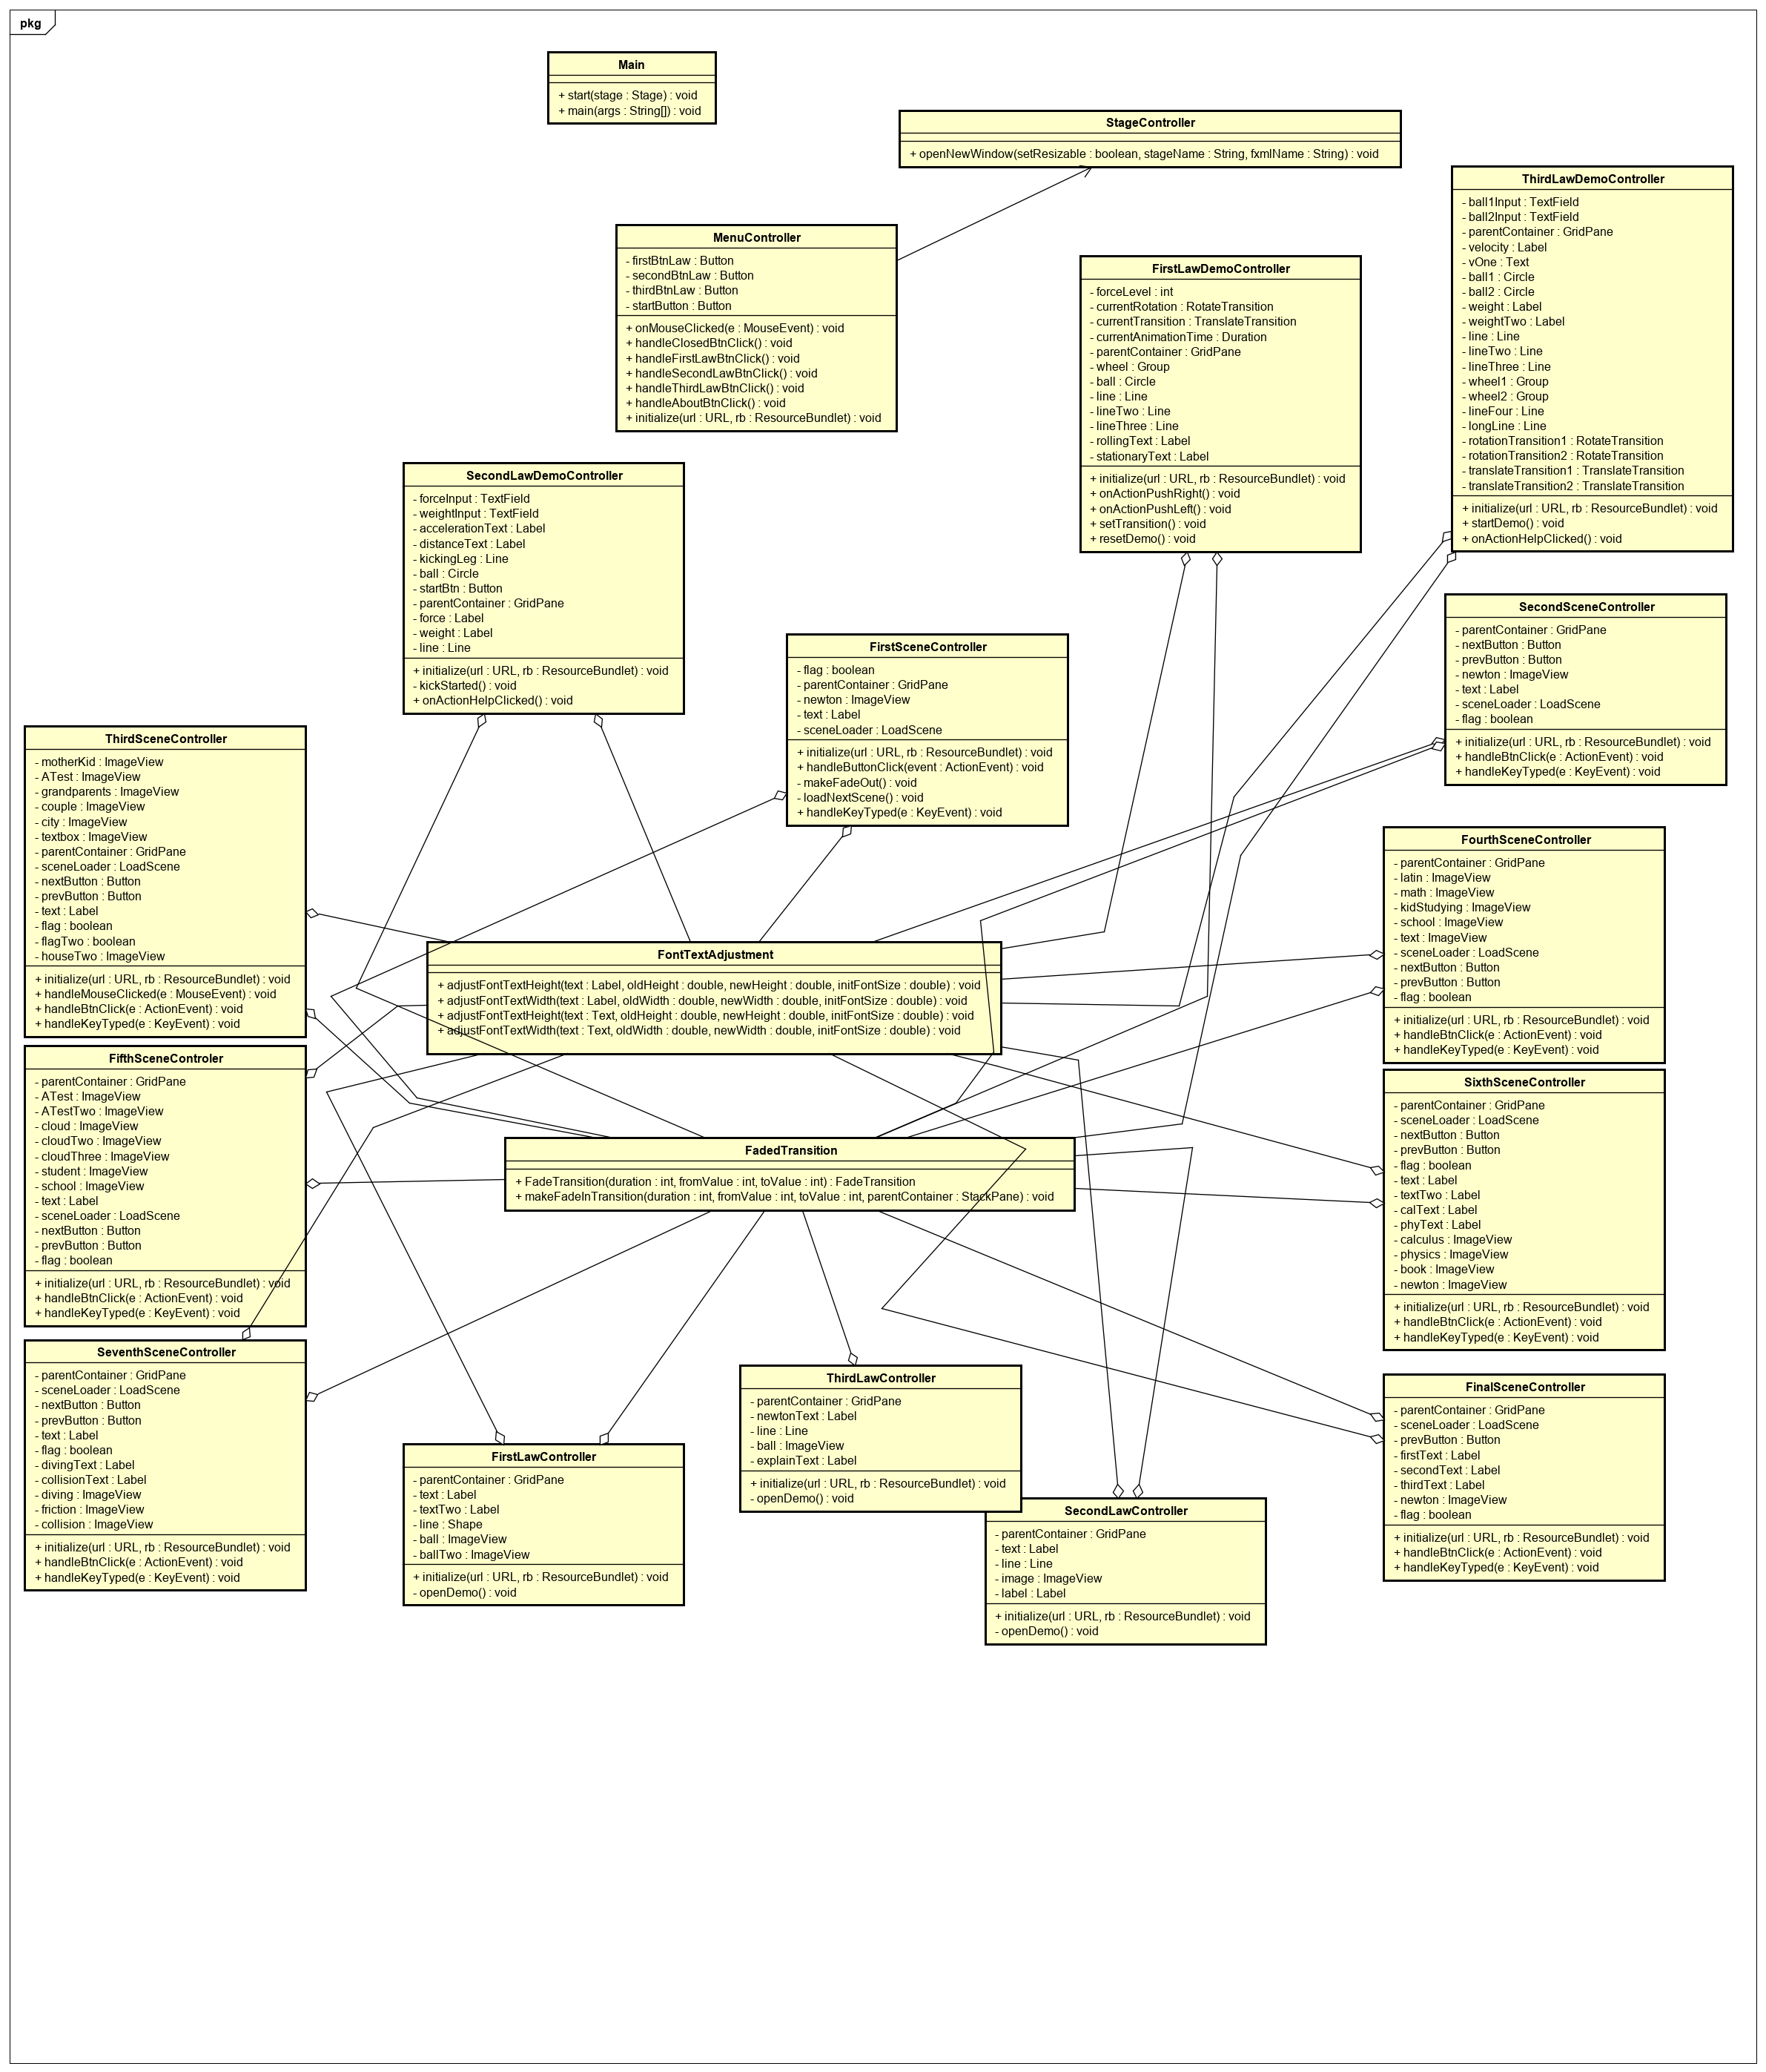 pkg
Main
+ start(stage : Stage) : void
+ main(args : String[]) : void
StageController
+ openNewWindow(setResizable : boolean, stageName : String, fxmlName : String) : void
MenuController
- firstBtnLaw : Button
- secondBtnLaw : Button
- thirdBtnLaw : Button
- startButton : Button
+ onMouseClicked(e : MouseEvent) : void
+ handleClosedBtnClick() : void
+ handleFirstLawBtnClick() : void
+ handleSecondLawBtnClick() : void
+ handleThirdLawBtnClick() : void
+ handleAboutBtnClick() : void
+ initialize(url : URL, rb : ResourceBundlet) : void
FirstLawDemoController
- forceLevel : int
- currentRotation : RotateTransition
- currentTransition : TranslateTransition
- currentAnimationTime : Duration
- parentContainer : GridPane
- wheel : Group
- ball : Circle
- line : Line
- lineTwo : Line
- lineThree : Line
- rollingText : Label
- stationaryText : Label
+ initialize(url : URL, rb : ResourceBundlet) : void
+ onActionPushRight() : void
+ onActionPushLeft() : void
+ setTransition() : void
+ resetDemo() : void
ThirdLawDemoController
- ball1Input : TextField
- ball2Input : TextField
- parentContainer : GridPane
- velocity : Label
- vOne : Text
- ball1 : Circle
- ball2 : Circle
- weight : Label
- weightTwo : Label
- line : Line
- lineTwo : Line
- lineThree : Line
- wheel1 : Group
- wheel2 : Group
- lineFour : Line
- longLine : Line
- rotationTransition1 : RotateTransition
- rotationTransition2 : RotateTransition
- translateTransition1 : TranslateTransition
- translateTransition2 : TranslateTransition
+ initialize(url : URL, rb : ResourceBundlet) : void
+ startDemo() : void
+ onActionHelpClicked() : void
SecondLawDemoController
- forceInput : TextField
- weightInput : TextField
- accelerationText : Label
- distanceText : Label
- kickingLeg : Line
- ball : Circle
- startBtn : Button
- parentContainer : GridPane
- force : Label
- weight : Label
- line : Line
+ initialize(url : URL, rb : ResourceBundlet) : void
- kickStarted() : void
+ onActionHelpClicked() : void
FirstSceneController
- flag : boolean
- parentContainer : GridPane
- newton : ImageView
- text : Label
- sceneLoader : LoadScene
+ initialize(url : URL, rb : ResourceBundlet) : void
+ handleButtonClick(event : ActionEvent) : void
- makeFadeOut() : void
- loadNextScene() : void
+ handleKeyTyped(e : KeyEvent) : void
SecondSceneController
- parentContainer : GridPane
- nextButton : Button
- prevButton : Button
- newton : ImageView
- text : Label
- sceneLoader : LoadScene
- flag : boolean
+ initialize(url : URL, rb : ResourceBundlet) : void
+ handleBtnClick(e : ActionEvent) : void
+ handleKeyTyped(e : KeyEvent) : void
ThirdSceneController
- motherKid : ImageView
- ATest : ImageView
- grandparents : ImageView
- couple : ImageView
- city : ImageView
- textbox : ImageView
- parentContainer : GridPane
- sceneLoader : LoadScene
- nextButton : Button
- prevButton : Button
- text : Label
- flag : boolean
- flagTwo : boolean
- houseTwo : ImageView
+ initialize(url : URL, rb : ResourceBundlet) : void
+ handleMouseClicked(e : MouseEvent) : void
+ handleBtnClick(e : ActionEvent) : void
+ handleKeyTyped(e : KeyEvent) : void
FourthSceneController
- parentContainer : GridPane
- latin : ImageView
- math : ImageView
- kidStudying : ImageView
- school : ImageView
- text : ImageView
- sceneLoader : LoadScene
- nextButton : Button
- prevButton : Button
- flag : boolean
+ initialize(url : URL, rb : ResourceBundlet) : void
+ handleBtnClick(e : ActionEvent) : void
+ handleKeyTyped(e : KeyEvent) : void
FontTextAdjustment
+ adjustFontTextHeight(text : Label, oldHeight : double, newHeight : double, initFontSize : double) : void
+ adjustFontTextWidth(text : Label, oldWidth : double, newWidth : double, initFontSize : double) : void
+ adjustFontTextHeight(text : Text, oldHeight : double, newHeight : double, initFontSize : double) : void
+ adjustFontTextWidth(text : Text, oldWidth : double, newWidth : double, initFontSize : double) : void
FifthSceneControler
- parentContainer : GridPane
- ATest : ImageView
- ATestTwo : ImageView
- cloud : ImageView
- cloudTwo : ImageView
- cloudThree : ImageView
- student : ImageView
- school : ImageView
- text : Label
- sceneLoader : LoadScene
- nextButton : Button
- prevButton : Button
- flag : boolean
+ initialize(url : URL, rb : ResourceBundlet) : void
+ handleBtnClick(e : ActionEvent) : void
+ handleKeyTyped(e : KeyEvent) : void
SixthSceneController
- parentContainer : GridPane
- sceneLoader : LoadScene
- nextButton : Button
- prevButton : Button
- flag : boolean
- text : Label
- textTwo : Label
- calText : Label
- phyText : Label
- calculus : ImageView
- physics : ImageView
- book : ImageView
- newton : ImageView
+ initialize(url : URL, rb : ResourceBundlet) : void
+ handleBtnClick(e : ActionEvent) : void
+ handleKeyTyped(e : KeyEvent) : void
FadedTransition
+ FadeTransition(duration : int, fromValue : int, toValue : int) : FadeTransition
+ makeFadeInTransition(duration : int, fromValue : int, toValue : int, parentContainer : StackPane) : void
SeventhSceneController
- parentContainer : GridPane
- sceneLoader : LoadScene
- nextButton : Button
- prevButton : Button
- text : Label
- flag : boolean
- divingText : Label
- collisionText : Label
- diving : ImageView
- friction : ImageView
- collision : ImageView
+ initialize(url : URL, rb : ResourceBundlet) : void
+ handleBtnClick(e : ActionEvent) : void
+ handleKeyTyped(e : KeyEvent) : void
FirstLawController
- parentContainer : GridPane
- text : Label
- textTwo : Label
- line : Shape
- ball : ImageView
- ballTwo : ImageView
+ initialize(url : URL, rb : ResourceBundlet) : void
- openDemo() : void
ThirdLawController
- parentContainer : GridPane
- newtonText : Label
- line : Line
- ball : ImageView
- explainText : Label
+ initialize(url : URL, rb : ResourceBundlet) : void
- openDemo() : void
SecondLawController
- parentContainer : GridPane
- text : Label
- line : Line
- image : ImageView
- label : Label
+ initialize(url : URL, rb : ResourceBundlet) : void
- openDemo() : void
FinalSceneController
- parentContainer : GridPane
- sceneLoader : LoadScene
- prevButton : Button
- firstText : Label
- secondText : Label
- thirdText : Label
- newton : ImageView
- flag : boolean
+ initialize(url : URL, rb : ResourceBundlet) : void
+ handleBtnClick(e : ActionEvent) : void
+ handleKeyTyped(e : KeyEvent) : void